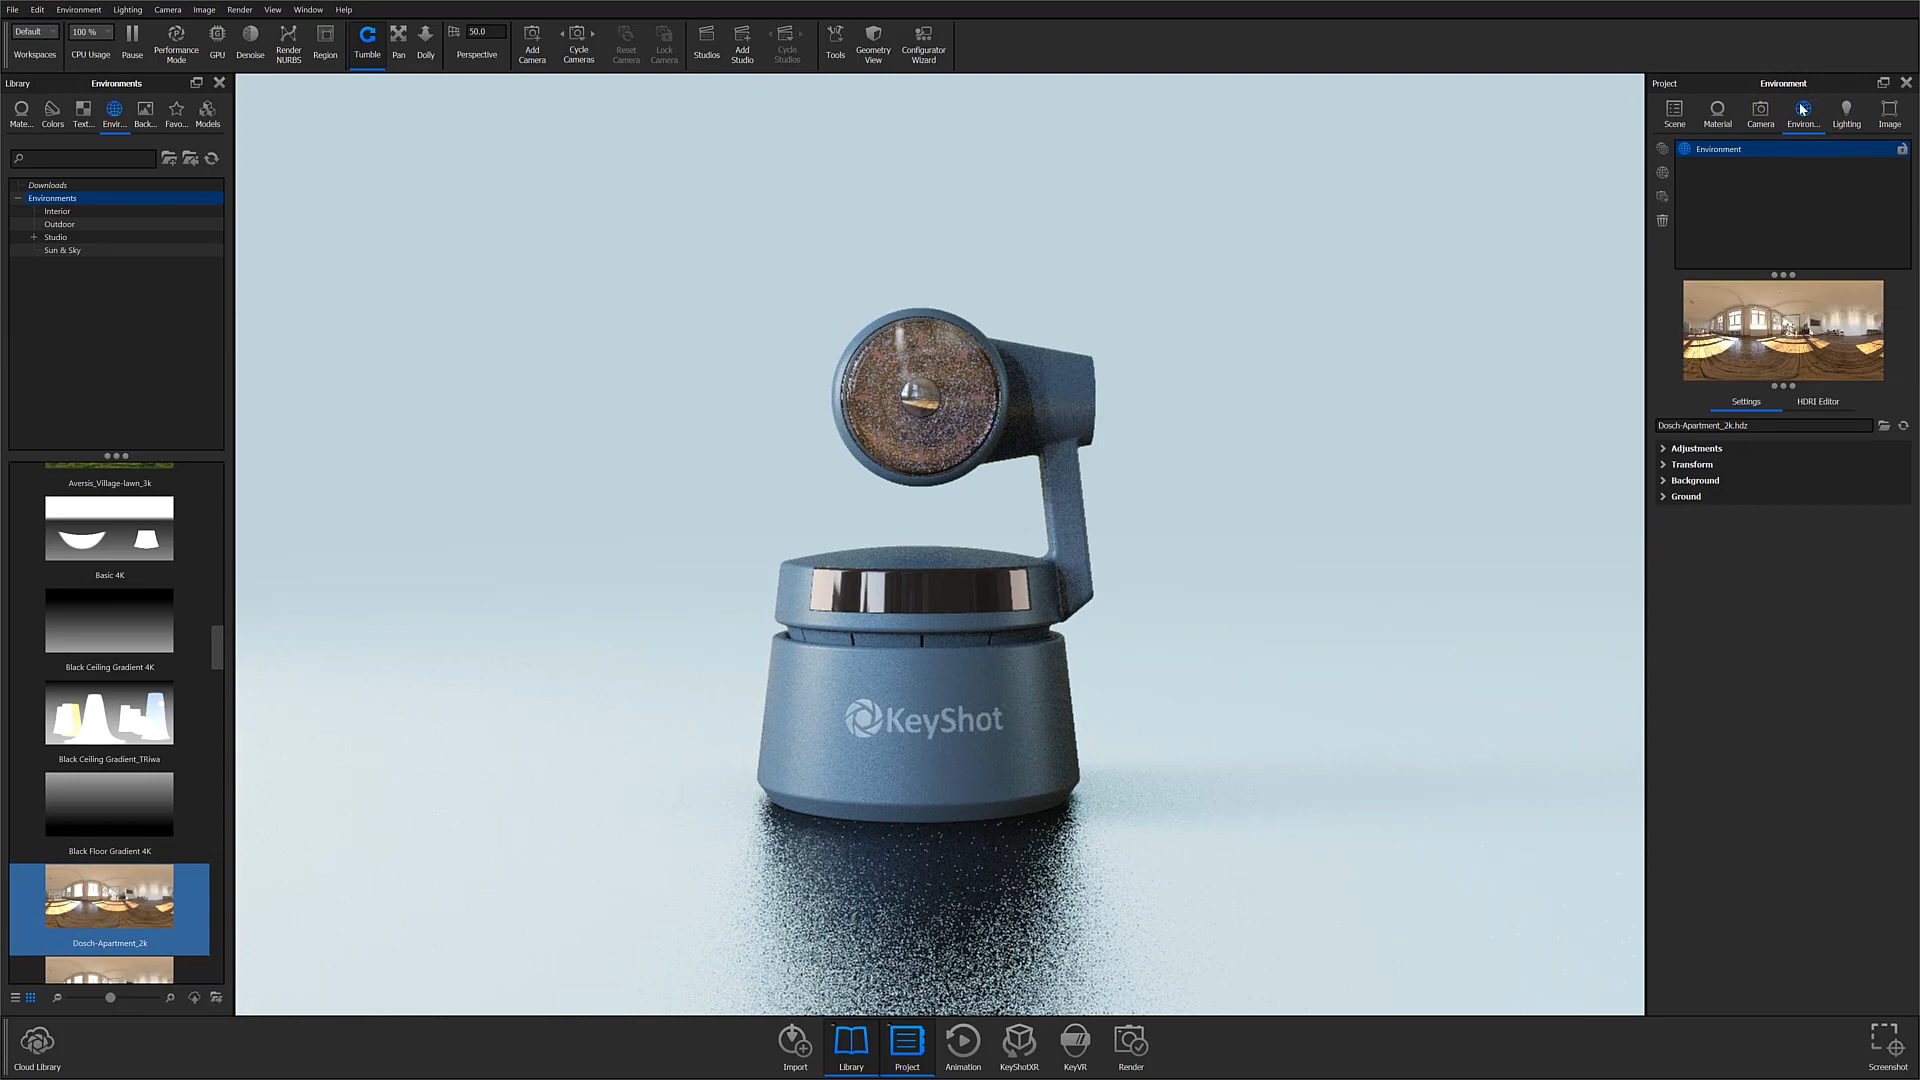 File Edit Environment Lighting Camera Image Render View Window Help
Default 100 % 50.0
Workspaces CPU Usage Pause Performance Mode GPU Denoise Render NURBS Region Tumble Pan Dolly Perspective Add Camera Cycle Cameras Reset Camera Lock Camera Studios Add Studio Cycle Studios Tools Geometry View Configurator Wizard
Library Environments
Mate... Colors Text... Envir... Back... Favo... Models
Downloads
Environments
Interior
Outdoor
Studio
Sun & Sky
Aversis_Village-lawn_3k
Basic 4K
Black Ceiling Gradient 4K
Black Ceiling Gradient_TRiwa
Black Floor Gradient 4K
Dosch-Apartment_2k
KeyShot
Project Environment
Scene Material Camera Environ... Lighting Image
Environment
Settings HDRI Editor
Dosch-Apartment_2k.hdz
Adjustments
Transform
Background
Ground
Cloud Library Import Library Project Animation KeyShotXR KeyVR Render Screenshot